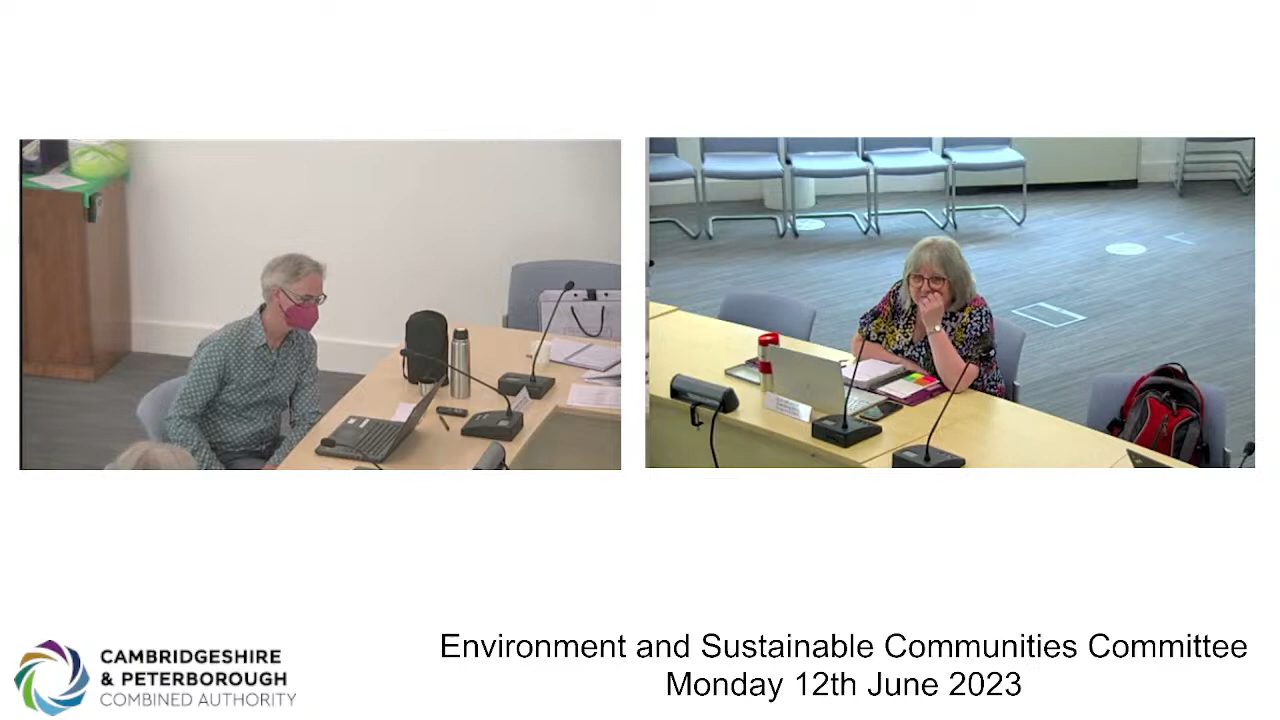 CAMBRIDGESHIRE
& PETERBOROUGH
COMBINED AUTHORITY
Environment and Sustainable Communities Committee
Monday 12th June 2023